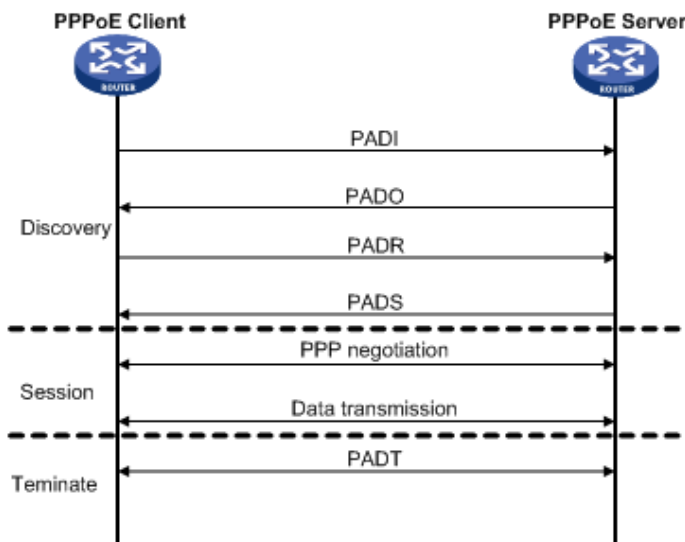 PPPoE Client
PPPoE Server
ROUTER
ROUTER
PADI
PADO
Discovery
PADR
PADS
PPP negotiation
Session
Data transmission
PADT
Teminate